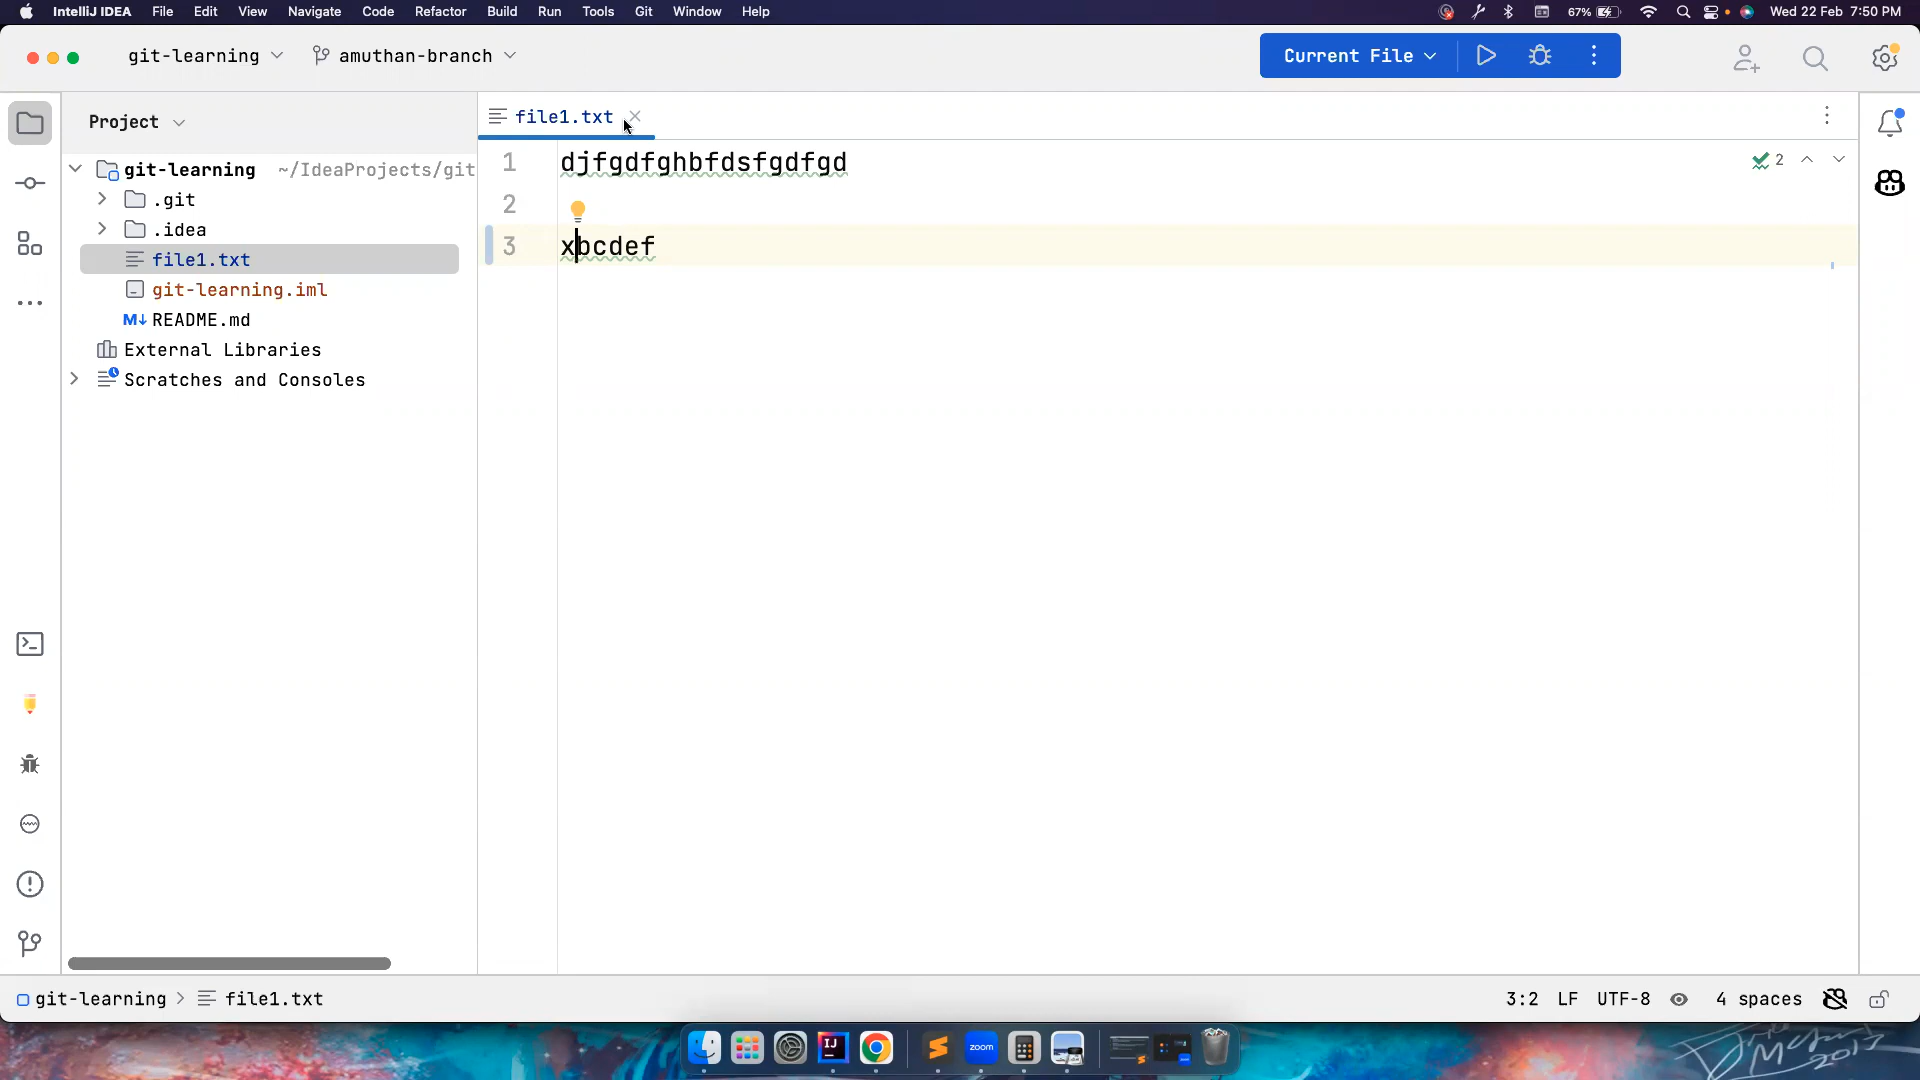 IntelliJ IDEA File Edit View Navigate Code Refactor Build Run Tools Git Window Help 67% Wed 22 Feb 7:50 PM
git-learning amuthan-branch Current File
Project file1.txt
git-learning ~/IdeaProjects/git
.git
.idea
file1.txt
git-learning.iml
M↓ README.md
External Libraries
Scratches and Consoles
1 djfgdfghbfdsfgdfgd 2
2
3 xbcdef
git-learning > file1.txt 3:2 LF UTF-8 4 spaces
IJ zoom
2017